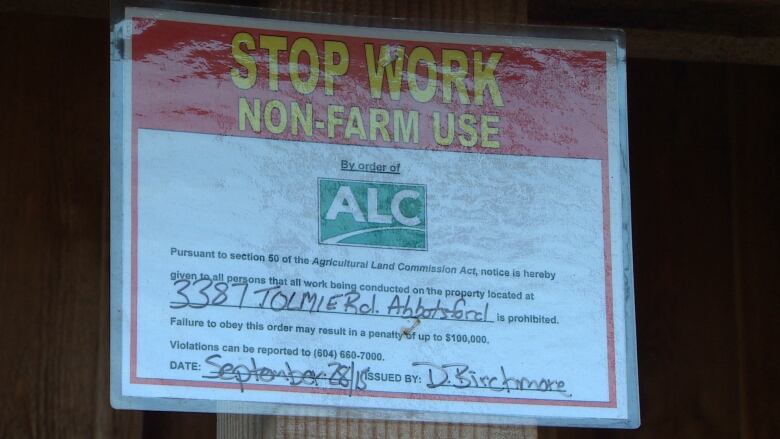 STOP WORK
NON-FARM USE
By order of
ALC
Pursuant to section 50 of the Agricultural Land Commission Act, notice is hereby
given to all persons that all work being conducted on the property located at
3387 TOLMIE Rd. Abbotsford is prohibited.
Failure to obey this order may result in a penalty of up to $100,000.
Violations can be reported to (604) 660-7000.
DATE: September 28/15 ISSUED BY: D. Birchmore